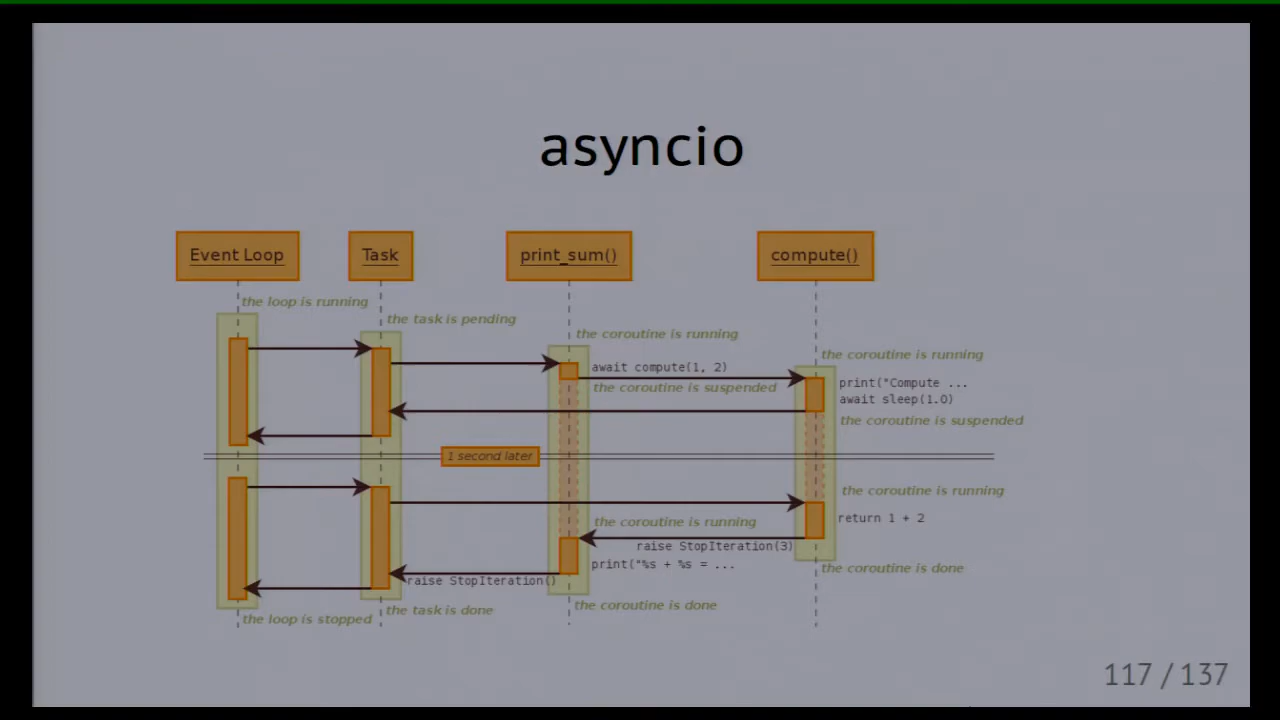 asyncio
Event Loop
Task
print_sum()
compute()
the loop is running
the task is pending
the coroutine is running
the coroutine is running
await compute(1, 2)
print("Compute ...
the coroutine is suspended
await sleep(1.0)
the coroutine is suspended
1 second later
the coroutine is running
return 1 + 2
the coroutine is running
raise StopIteration(3)
print("%s + %s = ...
the coroutine is done
raise StopIteration()
the coroutine is done
the task is done
the loop is stopped
117 / 137